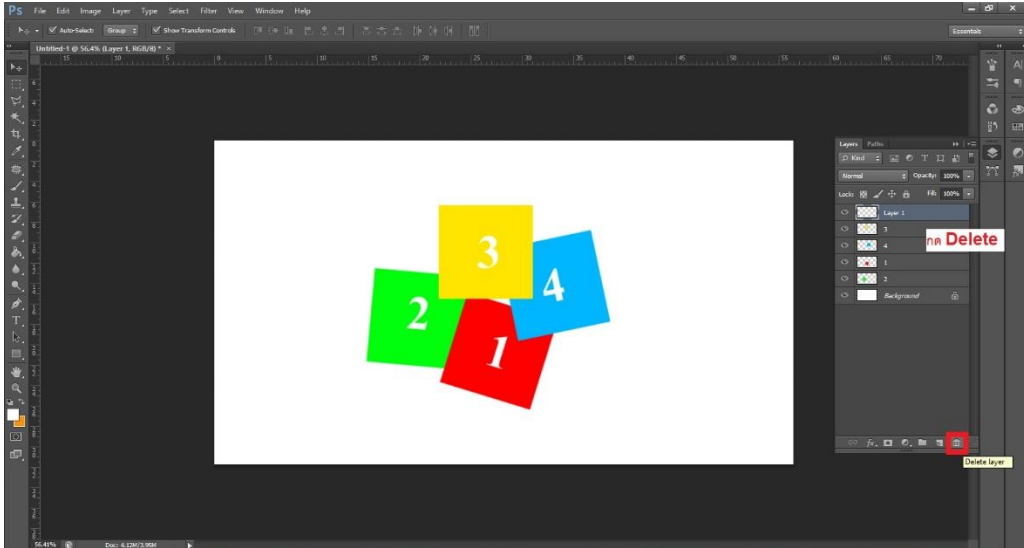 Ps File Edit Image Layer Type Select Filter View Window Help
Auto-Select: Group Show Transform Controls Essentials
Untitled-1 @ 56.4% (Layer 1, RGB/8) * ×
Layers Paths
Kind
Normal Opacity: 100%
Lock: Fill: 100%
Layer 1
3
4
กด Delete
1
2
Background
3
4
2
1
Delete layer
56.41% Doc: 4.12M/3.95M